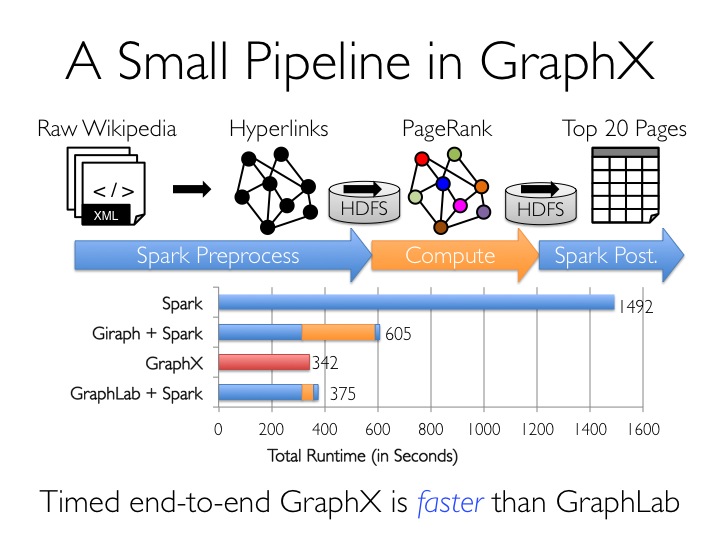 A Small Pipeline in GraphX
Raw Wikipedia
Hyperlinks
PageRank
Top 20 Pages
< / >
XML
HDFS
HDFS
Spark Preprocess
Compute
Spark Post.
Spark
1492
Giraph + Spark
605
GraphX
342
GraphLab + Spark
375
0 200 400 600 800 1000 1200 1400 1600
Total Runtime (in Seconds)
Timed end-to-end GraphX is faster than GraphLab